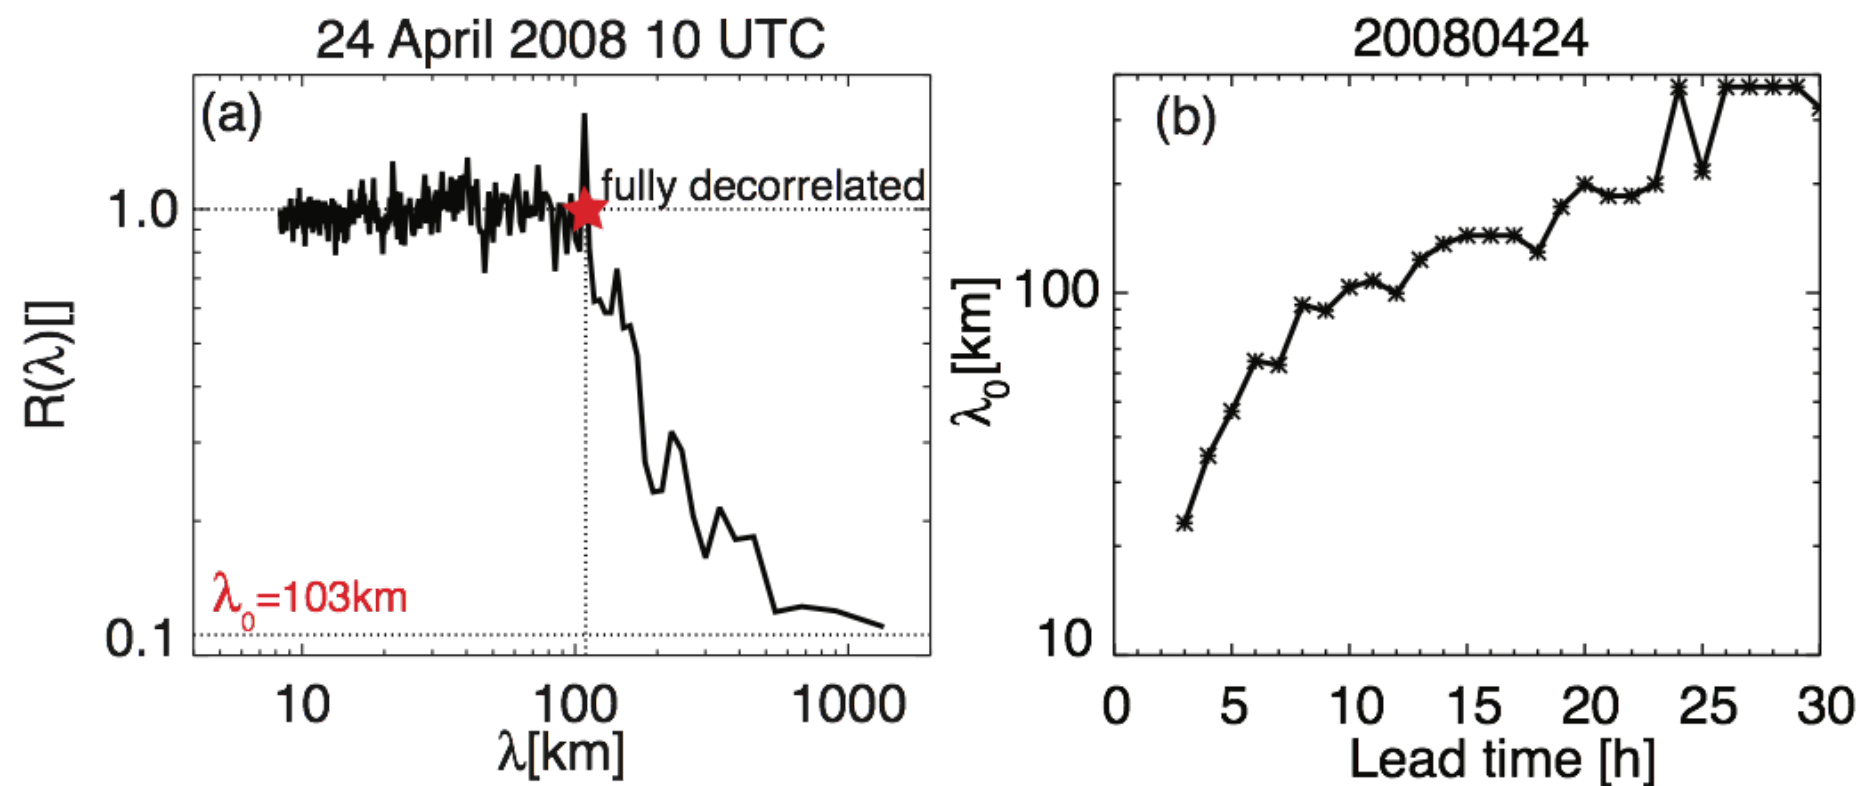 24 April 2008 10 UTC
(a)
fully decorrelated
1.0
0.1
R(λ)[]
λ₀=103km
10 100 1000
λ[km]
20080424
(b)
100
10
λ₀[km]
0 5 10 15 20 25 30
Lead time [h]